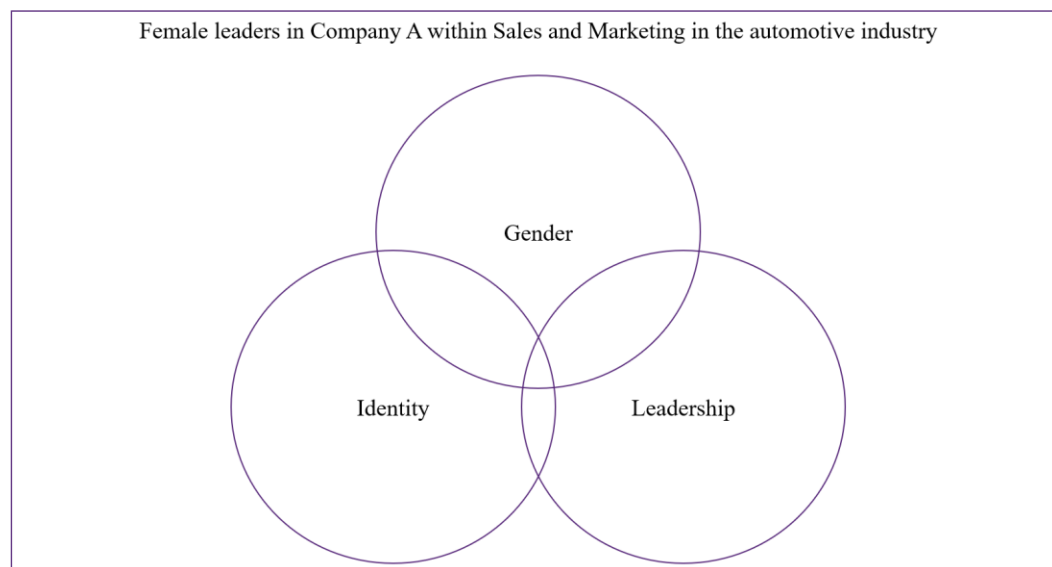 Female leaders in Company A within Sales and Marketing in the automotive industry
Gender
Identity
Leadership